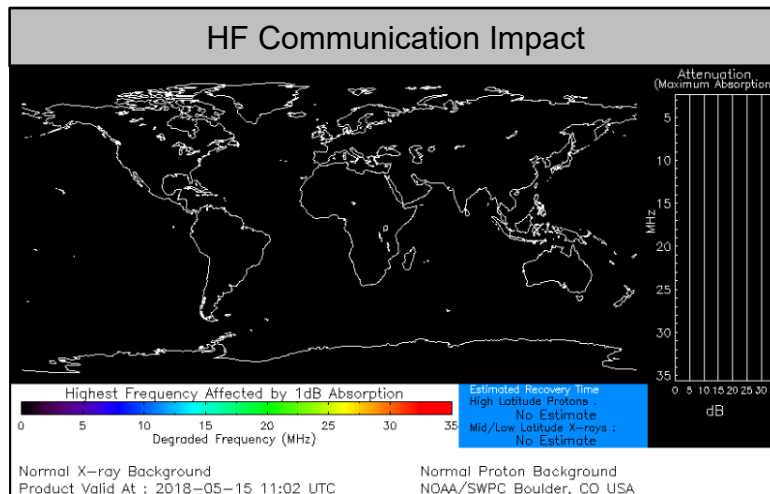 HF Communication Impact
Attenuation
(Maximum Absorption
5
10
15
20
25
30
35
MHz
0 5 10 15 20 25 30
dB
Highest Frequency Affected by 1dB Absorption
0 5 10 15 20 25 30 35
Degraded Frequency (MHz)
Estimated Recovery Time
High Latitude Protons :
No Estimate
Mid/Low Latitude X-rays :
No Estimate
Normal X-ray Background
Normal Proton Background
Product Valid At : 2018-05-15 11:02 UTC
NOAA/SWPC Boulder, CO USA